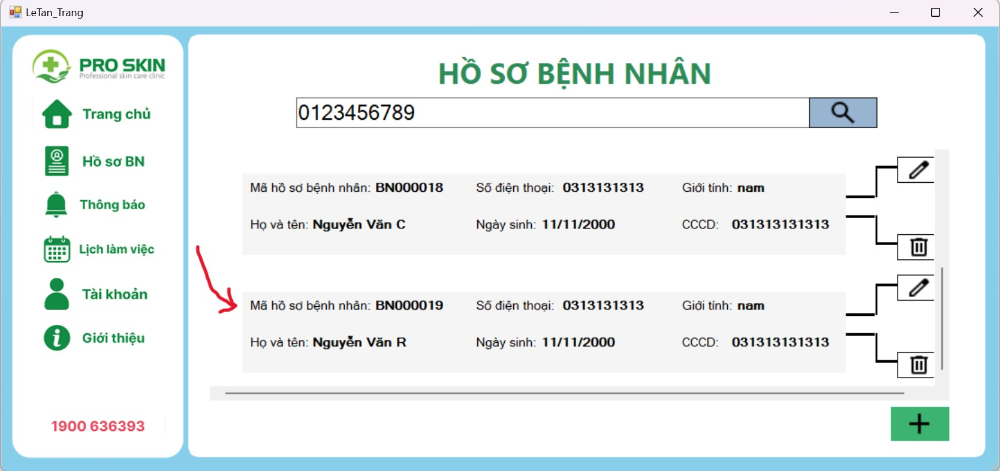 LeTan_Trang
PRO SKIN
Professional skin care clinic
Trang chủ
Hồ sơ BN
Thông báo
Lịch làm việc
Tài khoản
Giới thiệu
1900 636393
HỒ SƠ BỆNH NHÂN
0123456789
Mã hồ sơ bệnh nhân: BN000018 Số điện thoại: 0313131313 Giới tính: nam
Họ và tên: Nguyễn Văn C Ngày sinh: 11/11/2000 CCCD: 031313131313
Mã hồ sơ bệnh nhân: BN000019 Số điện thoại: 0313131313 Giới tính: nam
Họ và tên: Nguyễn Văn R Ngày sinh: 11/11/2000 CCCD: 031313131313